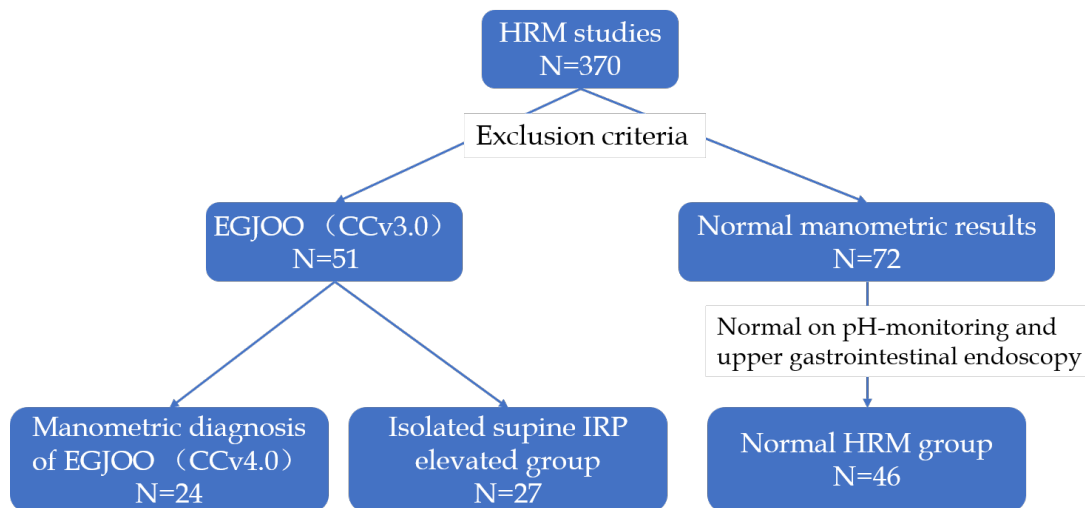 HRM studies
N=370
Exclusion criteria
EGJOO （CCv3.0）
N=51
Normal manometric results
N=72
Normal on pH-monitoring and
upper gastrointestinal endoscopy
Manometric diagnosis
of EGJOO （CCv4.0）
N=24
Isolated supine IRP
elevated group
N=27
Normal HRM group
N=46